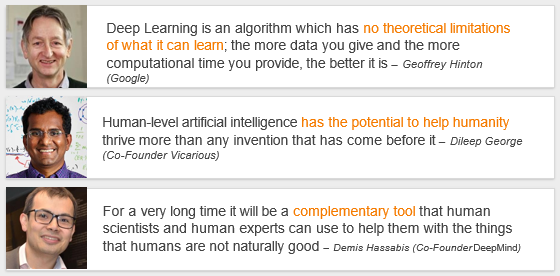 Deep Learning is an algorithm which has no theoretical limitations
of what it can learn; the more data you give and the more
computational time you provide, the better it is – Geoffrey Hinton
(Google)
Human-level artificial intelligence has the potential to help humanity
thrive more than any invention that has come before it – Dileep George
(Co-Founder Vicarious)
For a very long time it will be a complementary tool that human
scientists and human experts can use to help them with the things
that humans are not naturally good – Demis Hassabis (Co-FounderDeepMind)